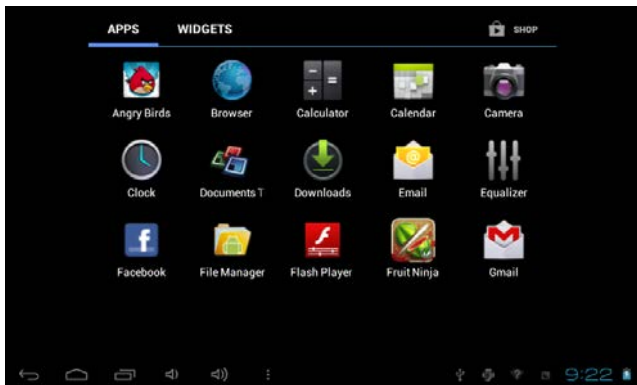 APPS WIDGETS SHOP
Angry Birds Browser Calculator Calendar Camera
Clock Documents T Downloads Email Equalizer
Facebook File Manager Flash Player Fruit Ninja Gmail
9:22